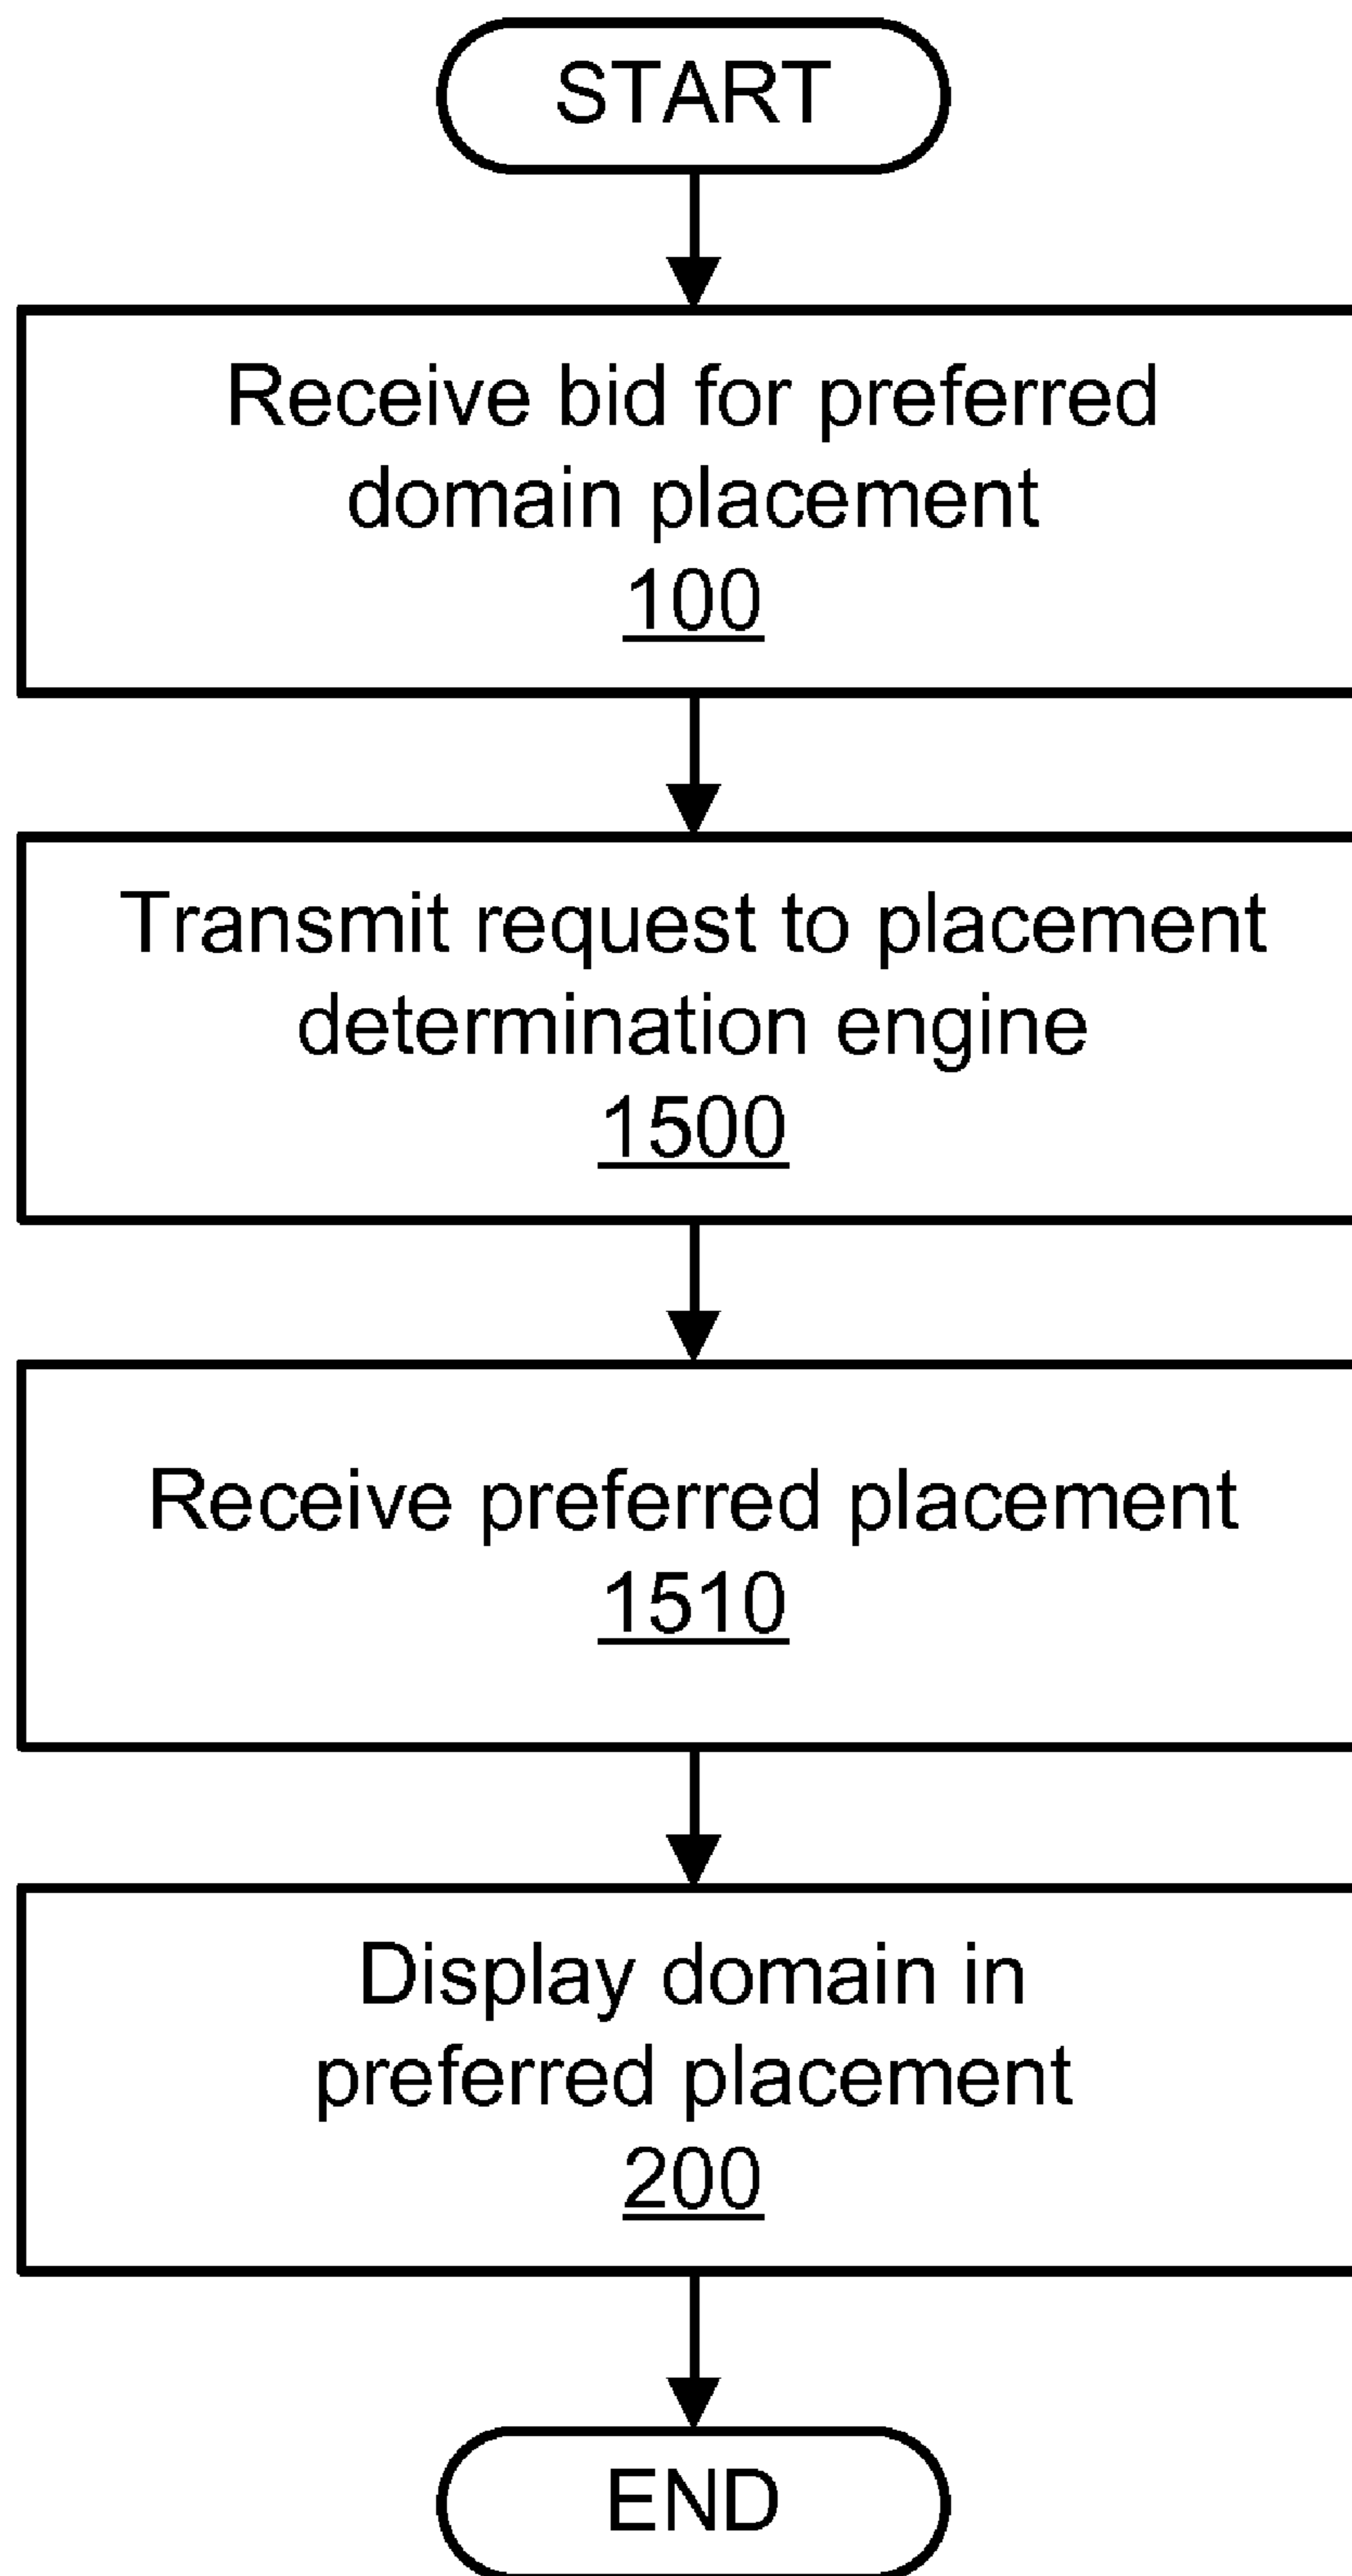 START
Receive bid for preferred
domain placement
100
Transmit request to placement
determination engine
1500
Receive preferred placement
1510
Display domain in
preferred placement
200
END